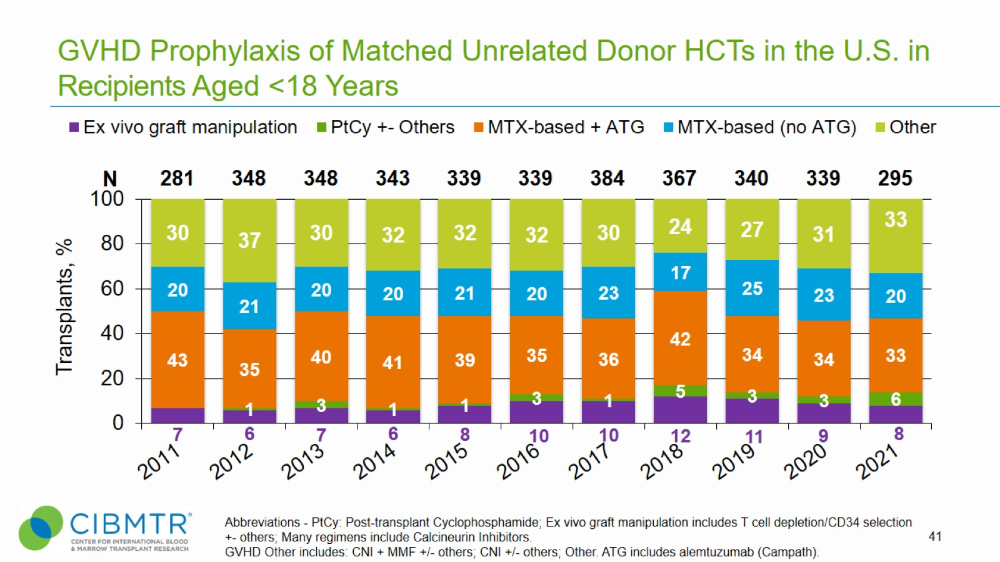 GVHD Prophylaxis of Matched Unrelated Donor HCTs in the U.S. in
Recipients Aged <18 Years
Ex vivo graft manipulation PtCy +- Others MTX-based + ATG MTX-based (no ATG) Other
N 281 348 348 343 339 339 384 367 340 339 295
100
80
60
40
20
0
Transplants, %
30 37 30 32 32 32 30 24 27 31 33
20 21 20 20 21 20 23 17 25 23 20
43 35 40 41 39 35 36 42 34 34 33
1 3 1 1 3 1 5 3 3 6
7 6 7 6 8 10 10 12 11 9 8
2011 2012 2013 2014 2015 2016 2017 2018 2019 2020 2021
CIBMTR®
CENTER FOR INTERNATIONAL BLOOD
& MARROW TRANSPLANT RESEARCH
Abbreviations - PtCy: Post-transplant Cyclophosphamide; Ex vivo graft manipulation includes T cell depletion/CD34 selection
+- others; Many regimens include Calcineurin Inhibitors.
GVHD Other includes: CNI + MMF +/- others; CNI +/- others; Other. ATG includes alemtuzumab (Campath).
41